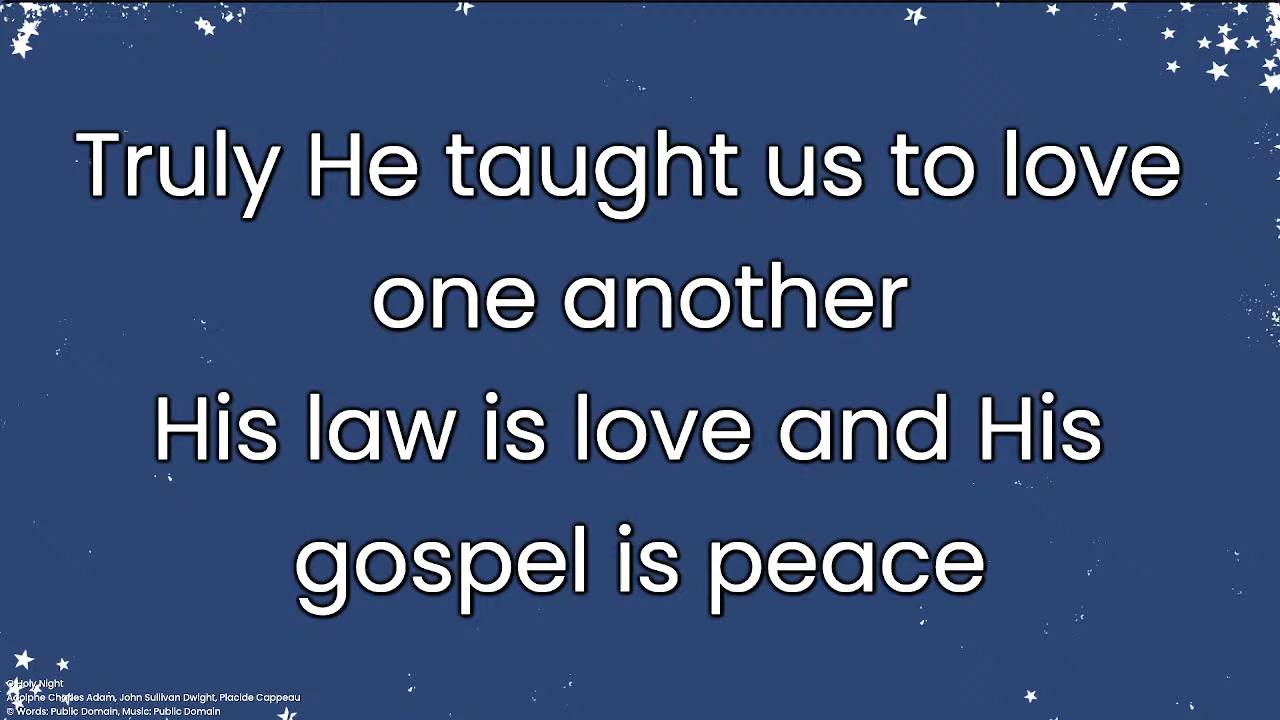 Truly He taught us to love
one another
His law is love and His
gospel is peace
O Holy Night
Adolphe Charles Adam, John Sullivan Dwight, Placide Cappeau
© Words: Public Domain, Music: Public Domain